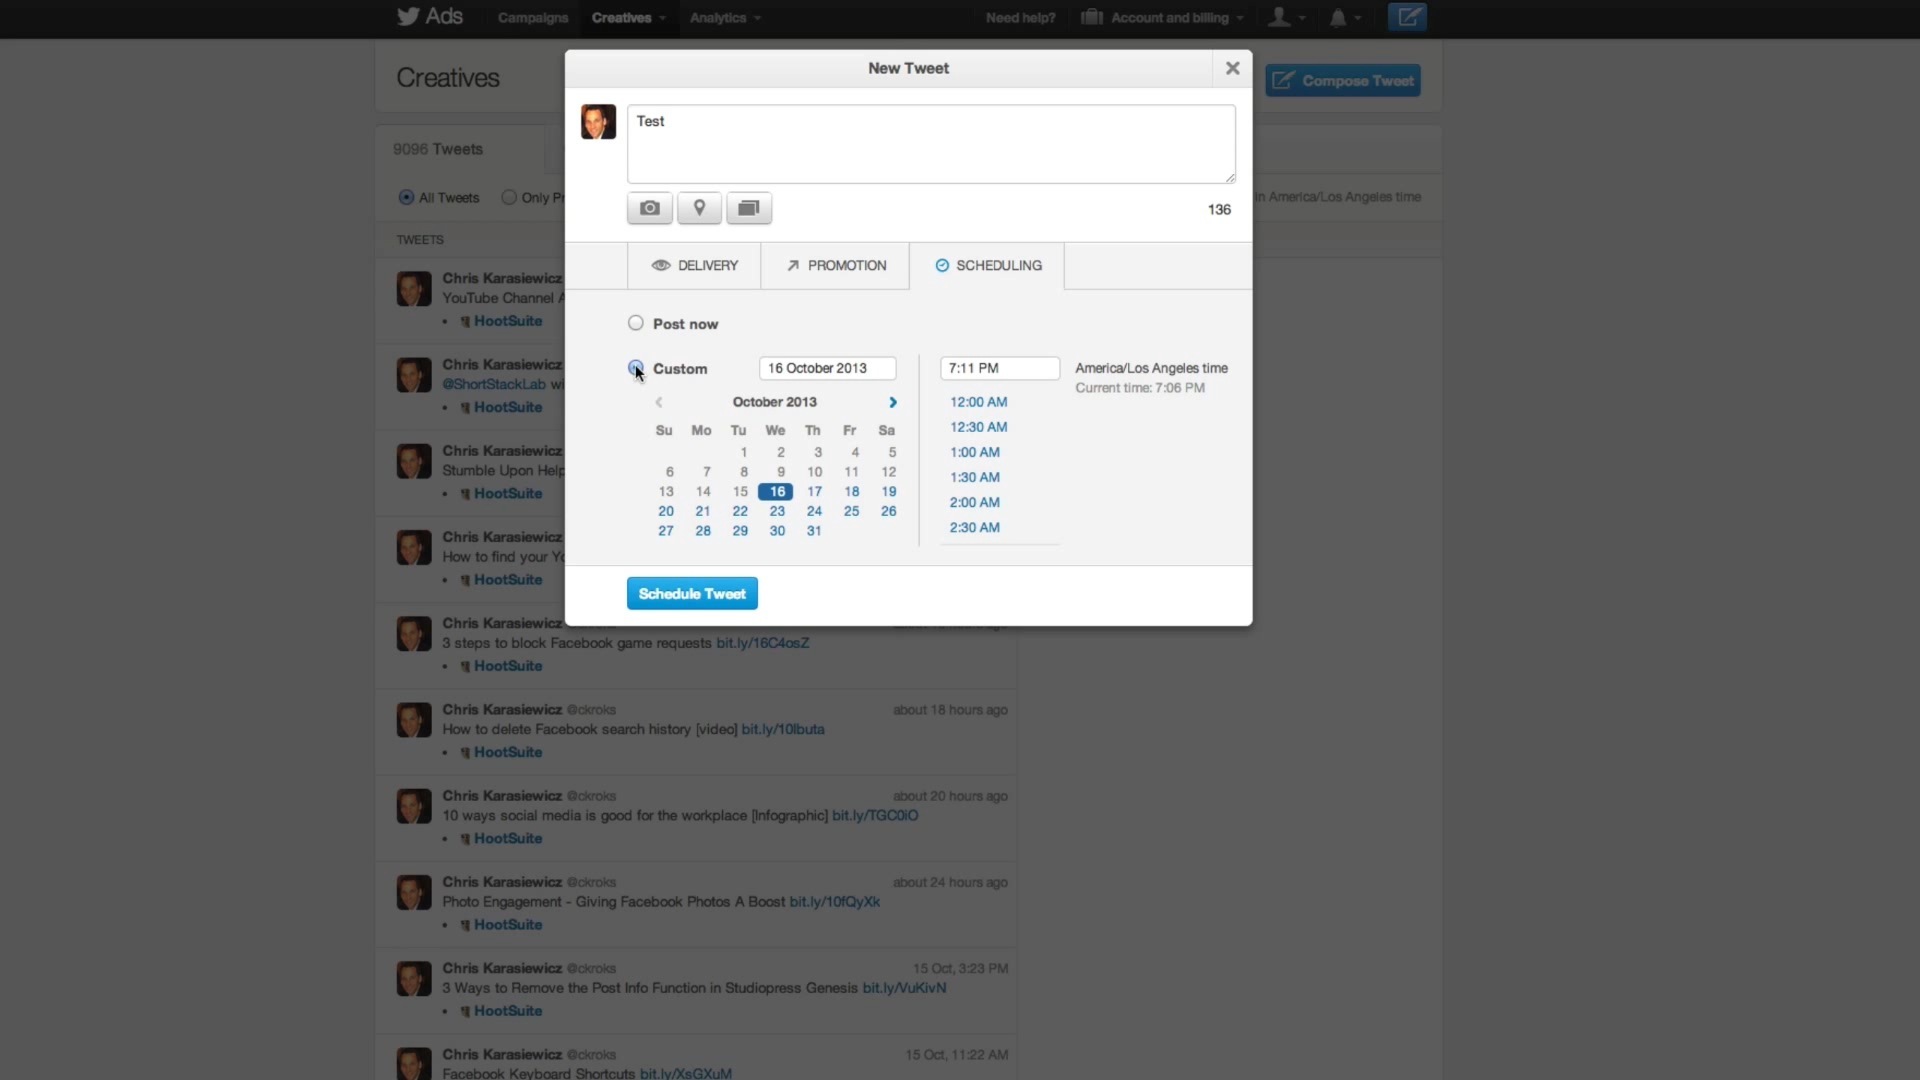 Ads Campaigns Creatives Analytics Need help? Account and billing
Creatives
New Tweet
Compose Tweet
Test
9096 Tweets
All Tweets Only Pr
136
in America/Los Angeles time
TWEETS
DELIVERY PROMOTION SCHEDULING
Chris Karasiewicz
YouTube Channel A
• HootSuite
Post now
Custom 16 October 2013 7:11 PM America/Los Angeles time
Current time: 7:06 PM
October 2013
Su Mo Tu We Th Fr Sa
1 2 3 4 5
6 7 8 9 10 11 12
13 14 15 16 17 18 19
20 21 22 23 24 25 26
27 28 29 30 31
12:00 AM
12:30 AM
1:00 AM
1:30 AM
2:00 AM
2:30 AM
Schedule Tweet
Chris Karasiewicz
@ShortStackLab wi
• HootSuite
Chris Karasiewicz
Stumble Upon Help
• HootSuite
Chris Karasiewicz
How to find your Yo
• HootSuite
Chris Karasiewicz
3 steps to block Facebook game requests bit.ly/16C4osZ
• HootSuite
Chris Karasiewicz @ckroks about 18 hours ago
How to delete Facebook search history [video] bit.ly/10lbuta
• HootSuite
Chris Karasiewicz @ckroks about 20 hours ago
10 ways social media is good for the workplace [Infographic] bit.ly/TGC0iO
• HootSuite
Chris Karasiewicz @ckroks about 24 hours ago
Photo Engagement - Giving Facebook Photos A Boost bit.ly/10fQyXk
• HootSuite
Chris Karasiewicz @ckroks 15 Oct, 3:23 PM
3 Ways to Remove the Post Info Function in Studiopress Genesis bit.ly/VuKivN
• HootSuite
Chris Karasiewicz @ckroks 15 Oct, 11:22 AM
Facebook Keyboard Shortcuts bit.ly/XsGXuM